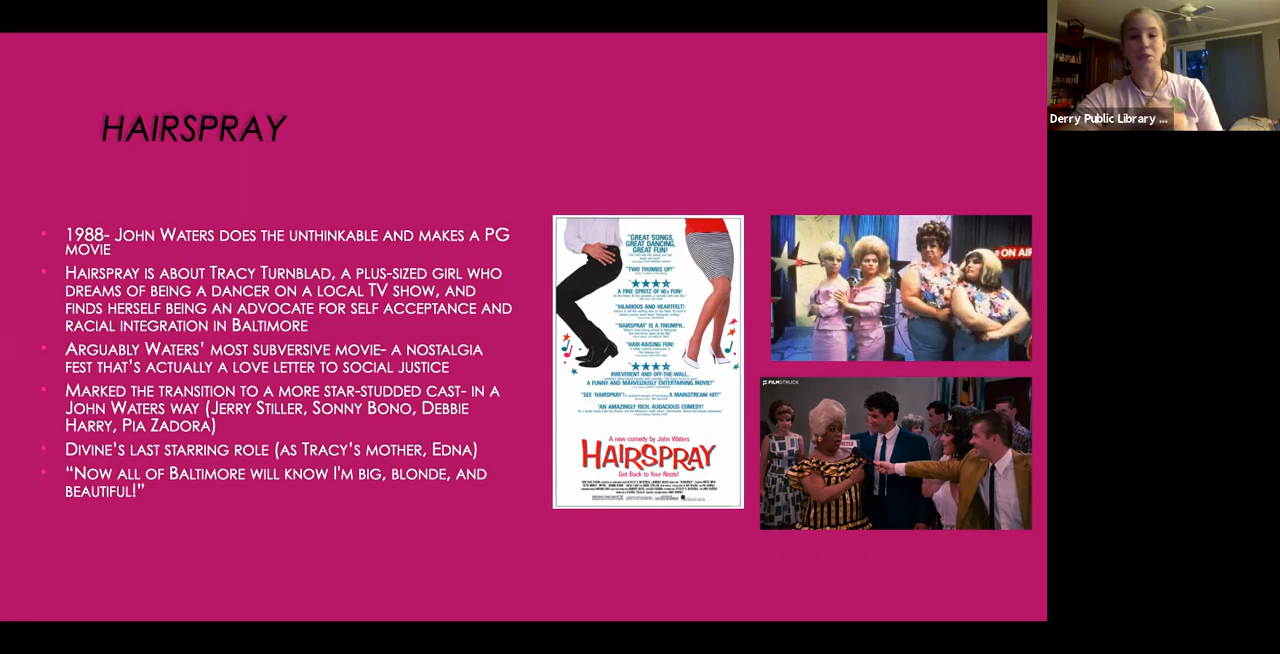 HAIRSPRAY
1988- JOHN WATERS DOES THE UNTHINKABLE AND MAKES A PG
MOVIE
HAIRSPRAY IS ABOUT TRACY TURNBLAD, A PLUS-SIZED GIRL WHO
DREAMS OF BEING A DANCER ON A LOCAL TV SHOW, AND
FINDS HERSELF BEING AN ADVOCATE FOR SELF ACCEPTANCE AND
RACIAL INTEGRATION IN BALTIMORE
ARGUABLY WATERS' MOST SUBVERSIVE MOVIE- A NOSTALGIA
FEST THAT'S ACTUALLY A LOVE LETTER TO SOCIAL JUSTICE
MARKED THE TRANSITION TO A MORE STAR-STUDDED CAST- IN A
JOHN WATERS WAY (JERRY STILLER, SONNY BONO, DEBBIE
HARRY, PIA ZADORA)
DIVINE'S LAST STARRING ROLE (AS TRACY'S MOTHER, EDNA)
"NOW ALL OF BALTIMORE WILL KNOW I'M BIG, BLONDE, AND
BEAUTIFUL!"
"GREAT SONGS,
GREAT DANCING,
GREAT FUN!
"TWO THUMBS UP!"
A FINE SPRITZ OF 60s FUN!
"HILARIOUS AND HEARTFELT!
"'HAIRSPRAY' IS A TRIUMPH..
"HAIR-RAISING FUN!
IRREVERENT AND OFF-THE-WALL..
A FUNNY AND MARVELOUSLY ENTERTAINING MOVIE!"
"SEE 'HAIRSPRAY'! A MAINSTREAM HIT!"
"AN AMAZINGLY RICH, AUDACIOUS COMEDY!
A new comedy by John Waters
HAIRSPRAY
Get Back to Your Roots!
ON AIR
FILMSTRUCK
Derry Public Library ...